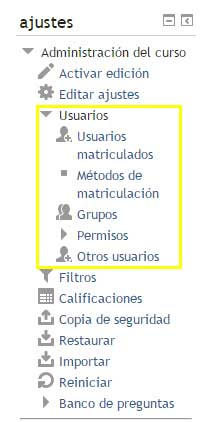 ajustes
Administración del curso
Activar edición
Editar ajustes
Usuarios
Usuarios
matriculados
Métodos de
matriculación
Grupos
Permisos
Otros usuarios
Filtros
Calificaciones
Copia de seguridad
Restaurar
Importar
Reiniciar
Banco de preguntas